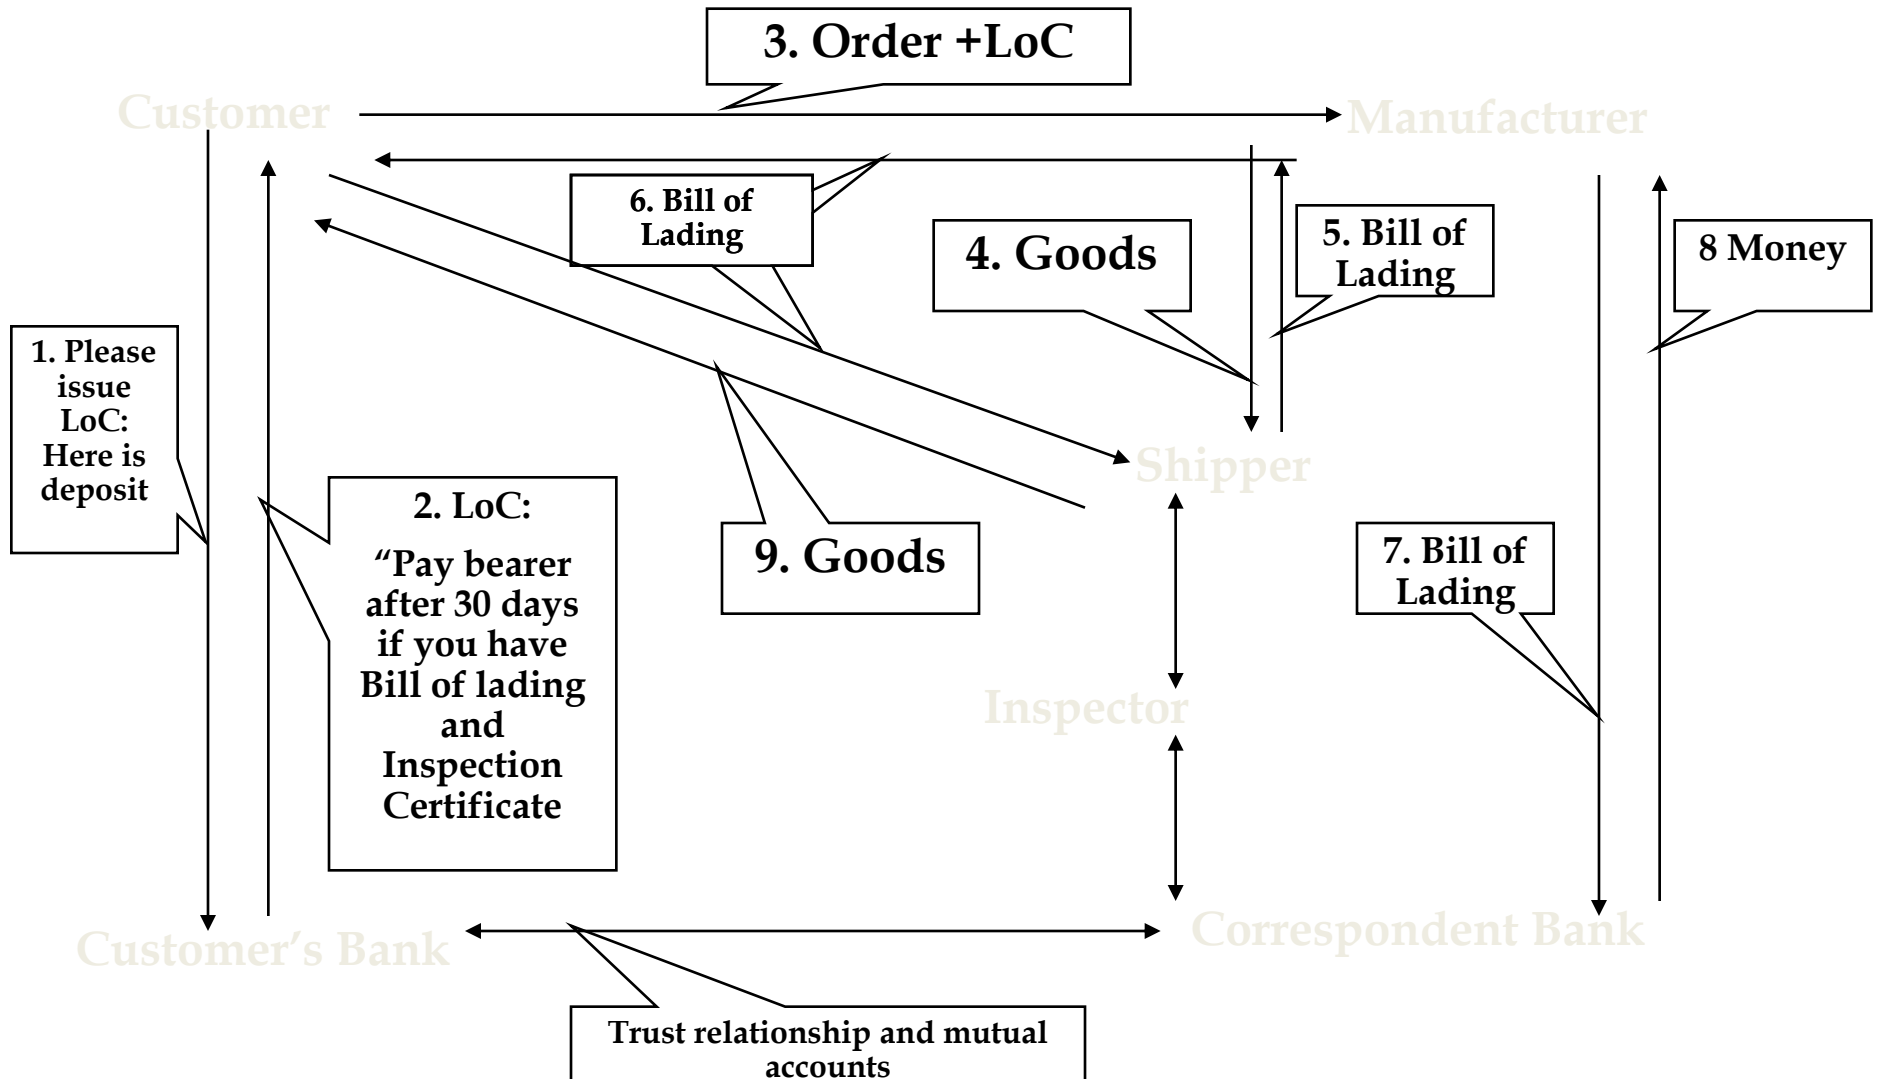 3. Order +LoC
Customer
Manufacturer
6. Bill of
Lading
4. Goods
5. Bill of
Lading
8 Money
1. Please
issue
LoC:
Here is
deposit
Shipper
2. LoC:
“Pay bearer
after 30 days
if you have
Bill of lading
and
Inspection
Certificate
9. Goods
7. Bill of
Lading
Inspector
Customer’s Bank
Correspondent Bank
Trust relationship and mutual
accounts